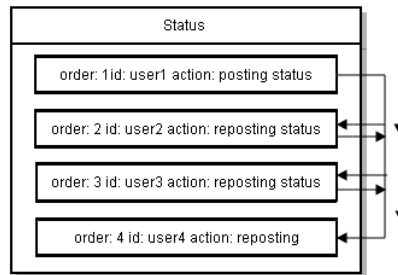 Status
order: 1id: user1 action: posting status
order: 2 id: user2 action: reposting status
order: 3 id: user3 action: reposting status
order: 4 id: user4 action: reposting